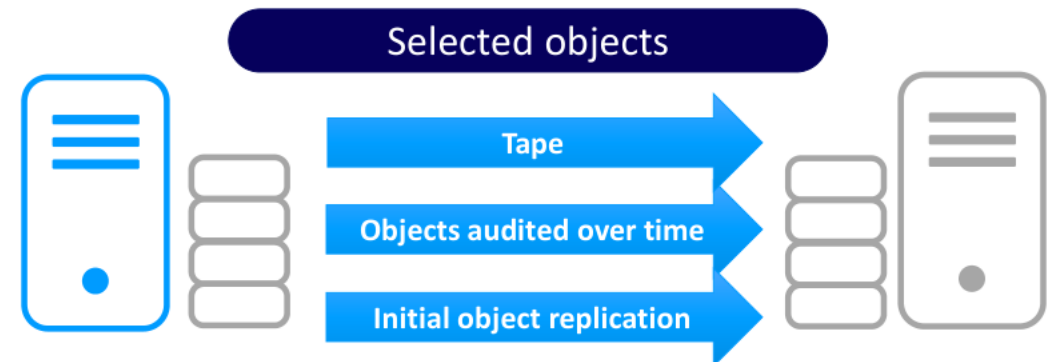 Selected objects
Tape
Objects audited over time
Initial object replication